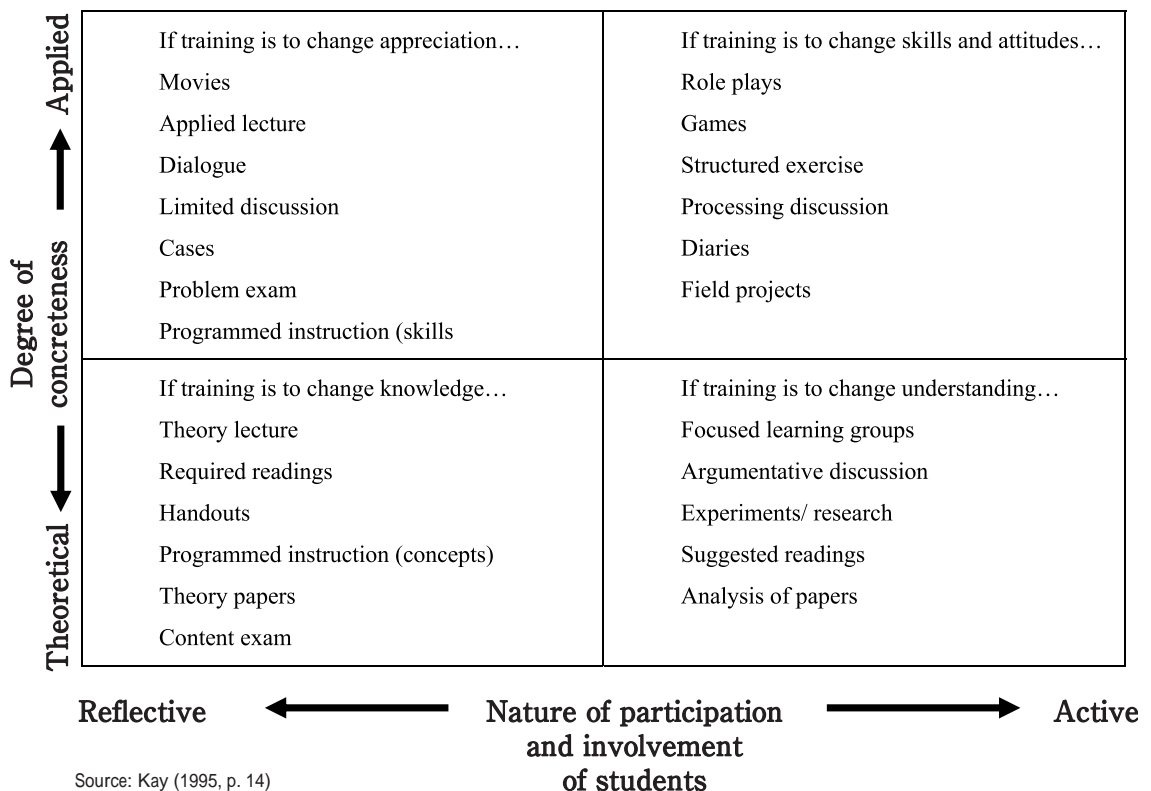 Applied
Degree of
concreteness
Theoretical
If training is to change appreciation…
Movies
Applied lecture
Dialogue
Limited discussion
Cases
Problem exam
Programmed instruction (skills
If training is to change skills and attitudes…
Role plays
Games
Structured exercise
Processing discussion
Diaries
Field projects
If training is to change knowledge…
Theory lecture
Required readings
Handouts
Programmed instruction (concepts)
Theory papers
Content exam
If training is to change understanding…
Focused learning groups
Argumentative discussion
Experiments/ research
Suggested readings
Analysis of papers
Reflective
Nature of participation
and involvement
of students
Active
Source: Kay (1995, p. 14)